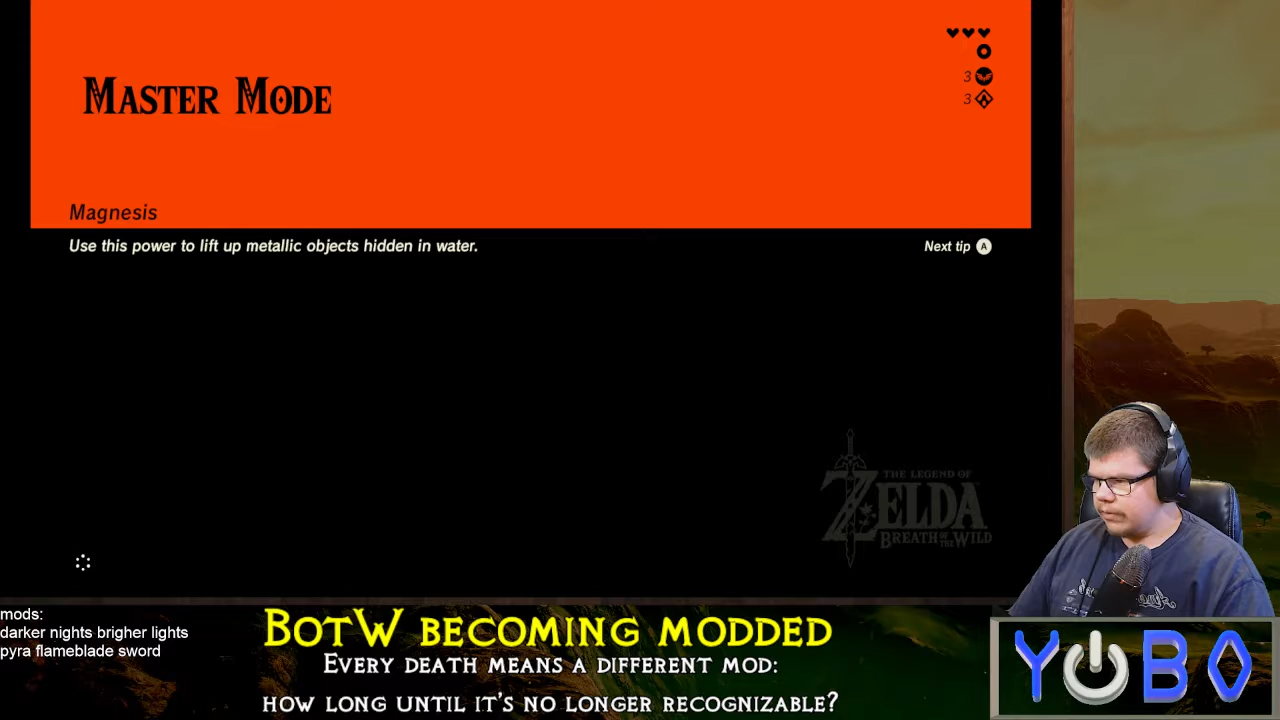 MASTER MODE
3
3
Magnesis
Use this power to lift up metallic objects hidden in water.
Next tip A
THE LEGEND OF
ZELDA
BREATH OF THE WILD
mods:
darker nights brigher lights
pyra flameblade sword
BOTW BECOMING MODDED
EVERY DEATH MEANS A DIFFERENT MOD:
HOW LONG UNTIL IT'S NO LONGER RECOGNIZABLE?
YOBO